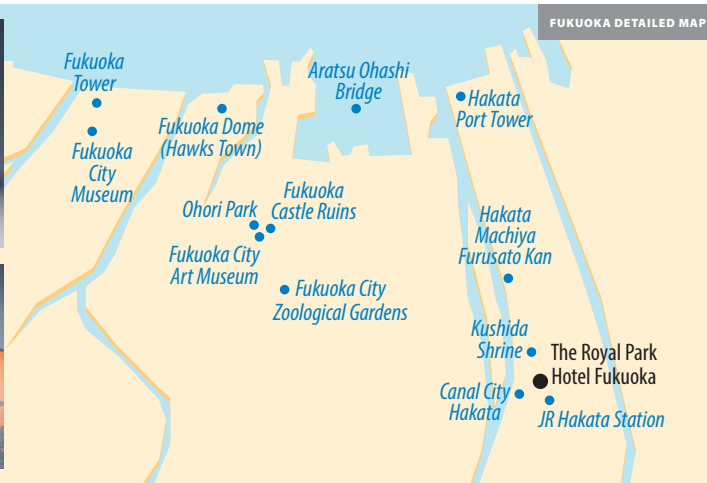 FUKUOKA DETAILED MAP
Fukuoka
Tower
Fukuoka
City
Museum
Fukuoka Dome
(Hawks Town)
Aratsu Ohashi
Bridge
Hakata
Port Tower
Ohori Park
Fukuoka
Castle Ruins
Fukuoka City
Art Museum
Fukuoka City
Zoological Gardens
Hakata
Machiya
Furusato Kan
Kushida
Shrine
The Royal Park
Hotel Fukuoka
Canal City
Hakata
JR Hakata Station